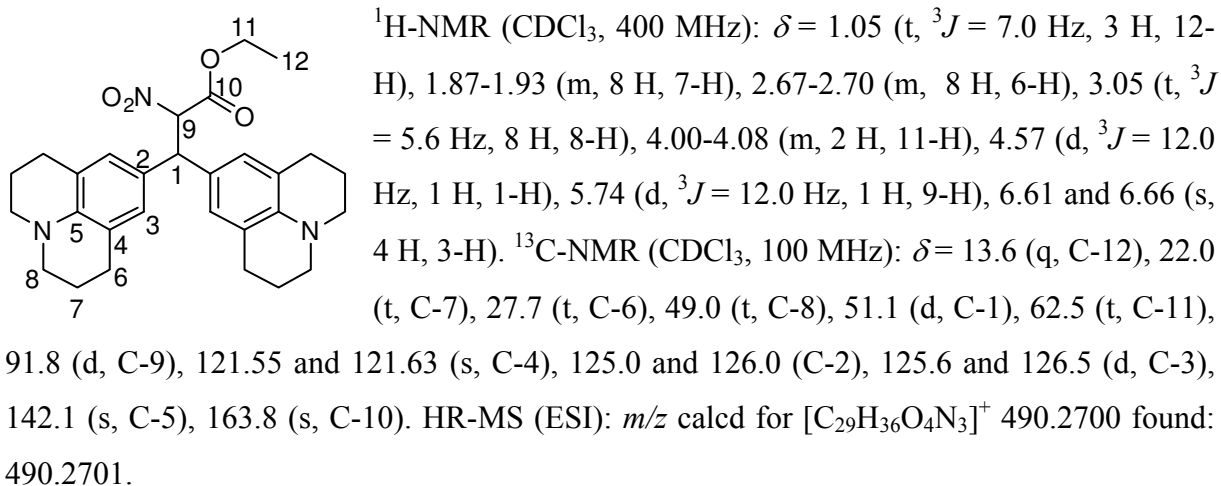 11
12
O
10
O₂N
O
9
2
1
5
3
N
4
N
8
6
7
¹H-NMR (CDCl₃, 400 MHz): δ = 1.05 (t, ³J = 7.0 Hz, 3 H, 12-
H), 1.87-1.93 (m, 8 H, 7-H), 2.67-2.70 (m, 8 H, 6-H), 3.05 (t, ³J
= 5.6 Hz, 8 H, 8-H), 4.00-4.08 (m, 2 H, 11-H), 4.57 (d, ³J = 12.0
Hz, 1 H, 1-H), 5.74 (d, ³J = 12.0 Hz, 1 H, 9-H), 6.61 and 6.66 (s,
4 H, 3-H). ¹³C-NMR (CDCl₃, 100 MHz): δ = 13.6 (q, C-12), 22.0
(t, C-7), 27.7 (t, C-6), 49.0 (t, C-8), 51.1 (d, C-1), 62.5 (t, C-11),
91.8 (d, C-9), 121.55 and 121.63 (s, C-4), 125.0 and 126.0 (C-2), 125.6 and 126.5 (d, C-3),
142.1 (s, C-5), 163.8 (s, C-10). HR-MS (ESI): m/z calcd for [C₂₉H₃₆O₄N₃]⁺ 490.2700 found:
490.2701.